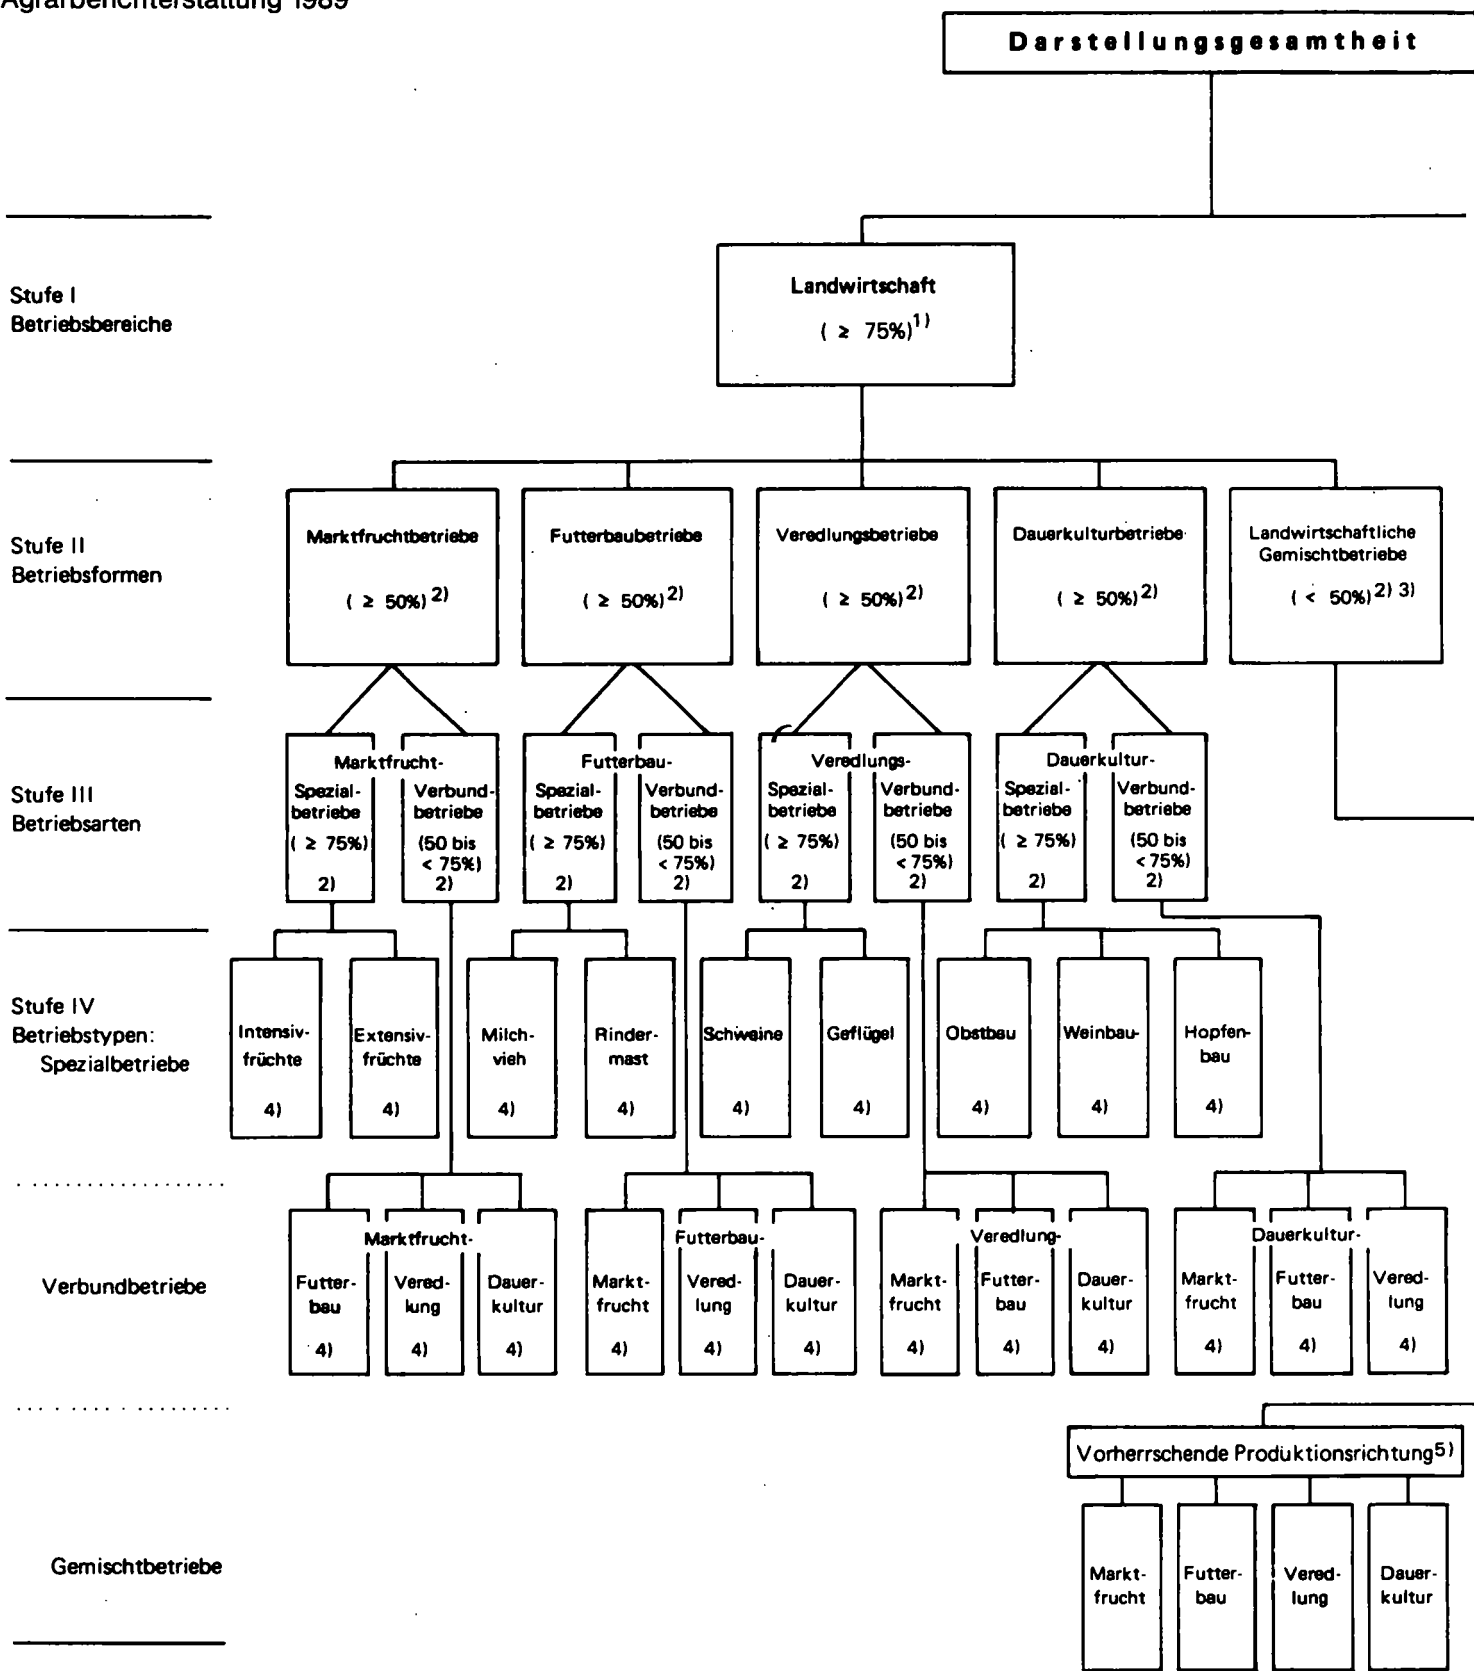 Agrarberichterstattung 1989
Darstellungsgesamtheit
Stufe I
Betriebsbereiche
Landwirtschaft
( ≥ 75%)1)
Stufe II
Betriebsformen
Marktfruchtbetriebe
( ≥ 50%)2)
Futterbaubetriebe
( ≥ 50%)2)
Veredlungsbetriebe
( ≥ 50%)2)
Dauerkulturbetriebe
( ≥ 50%)2)
Landwirtschaftliche
Gemischtbetriebe
( < 50%)2) 3)
Stufe III
Betriebsarten
Marktfrucht-
Spezial-
betriebe
( ≥ 75%)
2)
Verbund-
betriebe
(50 bis
< 75%)
2)
Futterbau-
Spezial-
betriebe
( ≥ 75%)
2)
Verbund-
betriebe
(50 bis
< 75%)
2)
Veredlungs-
Spezial-
betriebe
( ≥ 75%)
2)
Verbund-
betriebe
(50 bis
< 75%)
2)
Dauerkultur-
Spezial-
betriebe
( ≥ 75%)
2)
Verbund-
betriebe
(50 bis
< 75%)
2)
Stufe IV
Betriebstypen:
Spezialbetriebe
Intensiv-
früchte
4)
Extensiv-
früchte
4)
Milch-
vieh
4)
Rinder-
mast
4)
Schweine
4)
Geflügel
4)
Obstbau
4)
Weinbau-
4)
Hopfen-
bau
4)
Verbundbetriebe
Marktfrucht-
Futter-
bau
4)
Vered-
lung
4)
Dauer-
kultur
4)
Futterbau-
Markt-
frucht
4)
Vered-
lung
4)
Dauer-
kultur
4)
Veredlung-
Markt-
frucht
4)
Futter-
bau
4)
Dauer-
kultur
4)
Dauerkultur-
Markt-
frucht
4)
Futter-
bau
4)
Vered-
lung
4)
Gemischtbetriebe
Vorherrschende Produktionsrichtung5)
Markt-
frucht
Futter-
bau
Vered-
lung
Dauer-
kultur